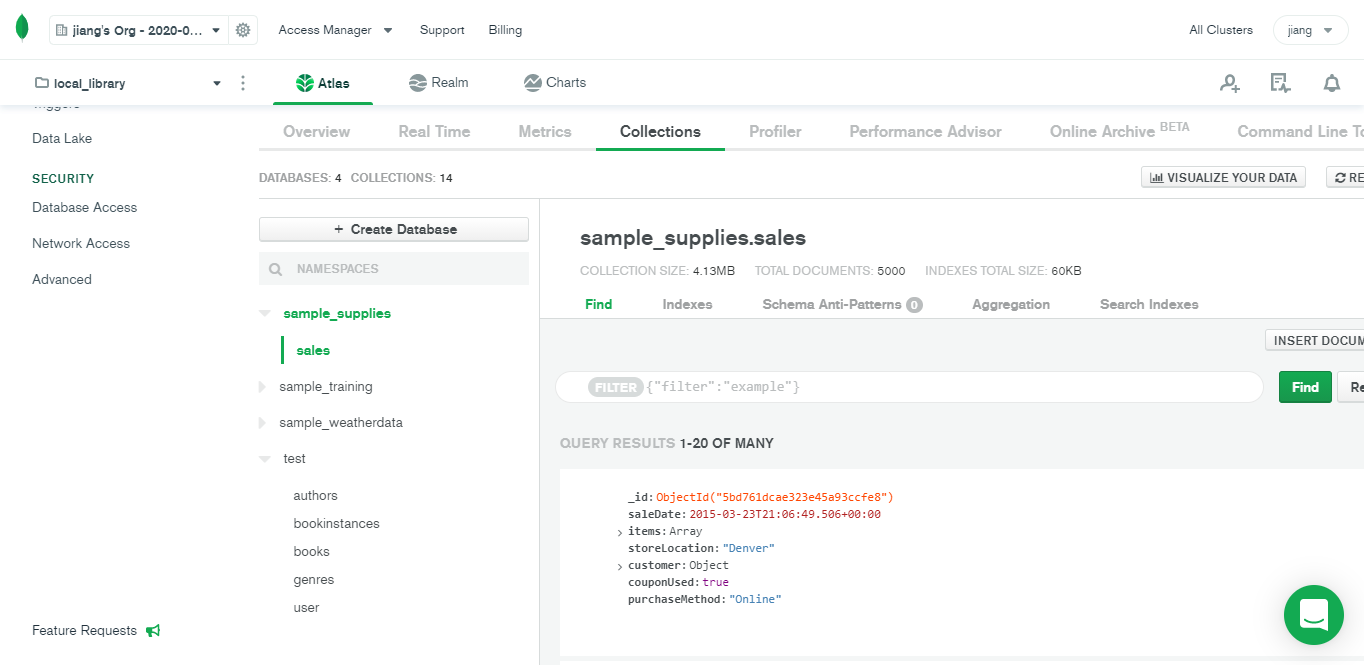 jiang's Org - 2020-0...
Access Manager
Support
Billing
All Clusters
jiang
local_library
Atlas
Realm
Charts
Triggers
Data Lake
SECURITY
Database Access
Network Access
Advanced
Feature Requests
Overview
Real Time
Metrics
Collections
Profiler
Performance Advisor
Online Archive BETA
Command Line To
DATABASES: 4 COLLECTIONS: 14
VISUALIZE YOUR DATA
RE
+ Create Database
NAMESPACES
sample_supplies
sales
sample_training
sample_weatherdata
test
authors
bookinstances
books
genres
user
sample_supplies.sales
COLLECTION SIZE: 4.13MB TOTAL DOCUMENTS: 5000 INDEXES TOTAL SIZE: 60KB
Find
Indexes
Schema Anti-Patterns 0
Aggregation
Search Indexes
INSERT DOCUM
FILTER {"filter":"example"}
Find
Re
QUERY RESULTS 1-20 OF MANY
_id:ObjectId("5bd761dcae323e45a93ccfe8")
saleDate:2015-03-23T21:06:49.506+00:00
items:Array
storeLocation:"Denver"
customer:Object
couponUsed:true
purchaseMethod:"Online"